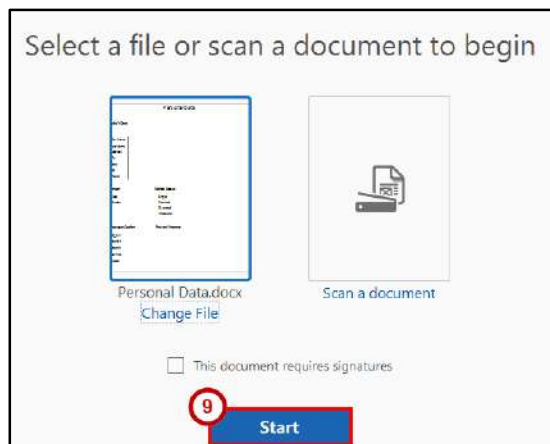 Select a file or scan a document to begin
Personal Data.docx
Scan a document
Change File
This document requires signatures
9
Start